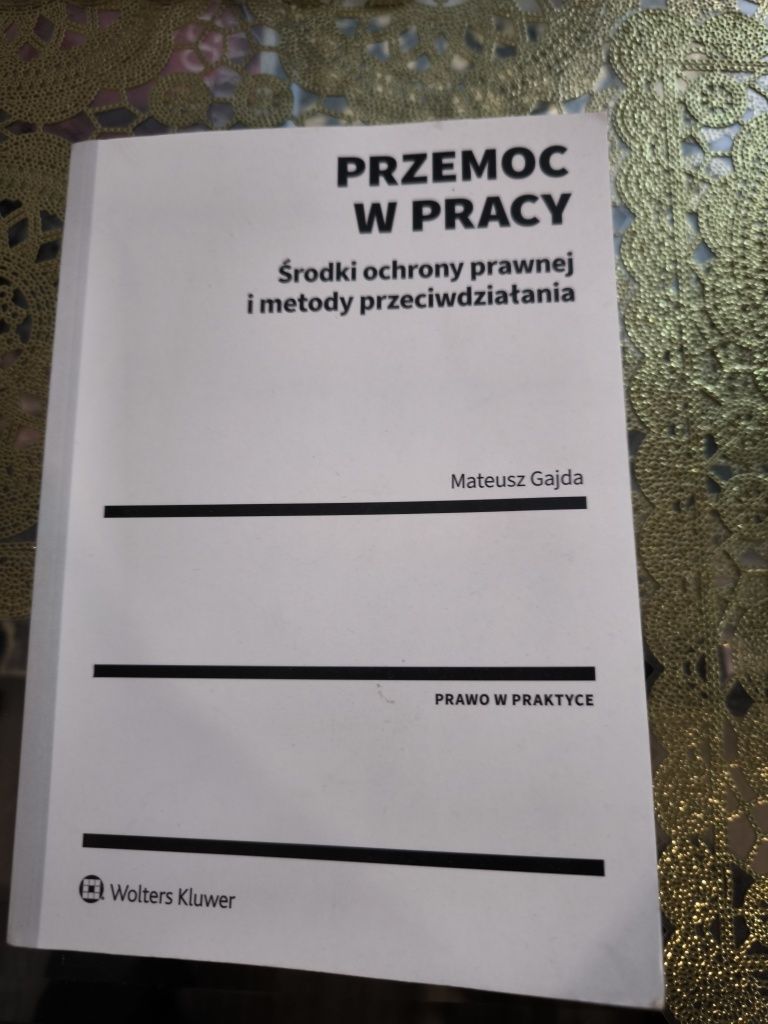 PRZEMOC
W PRACY
Środki ochrony prawnej
i metody przeciwdziałania
Mateusz Gajda
PRAWO W PRAKTYCE
Wolters Kluwer